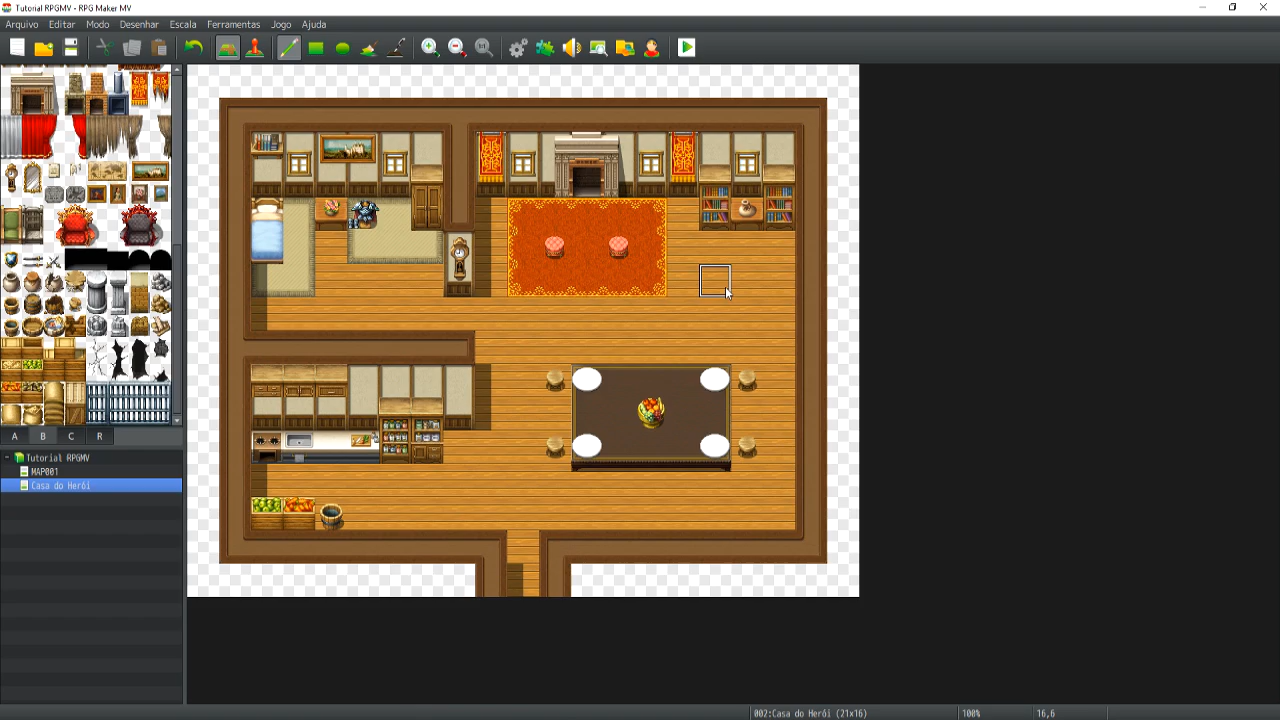 Tutorial RPGMV - RPG Maker MV
Arquivo Editar Modo Desenhar Escala Ferramentas Jogo Ajuda
A B C R
Tutorial RPGMV
MAP001
Casa do Herói
002:Casa do Herói (21x16) 100% 16,6